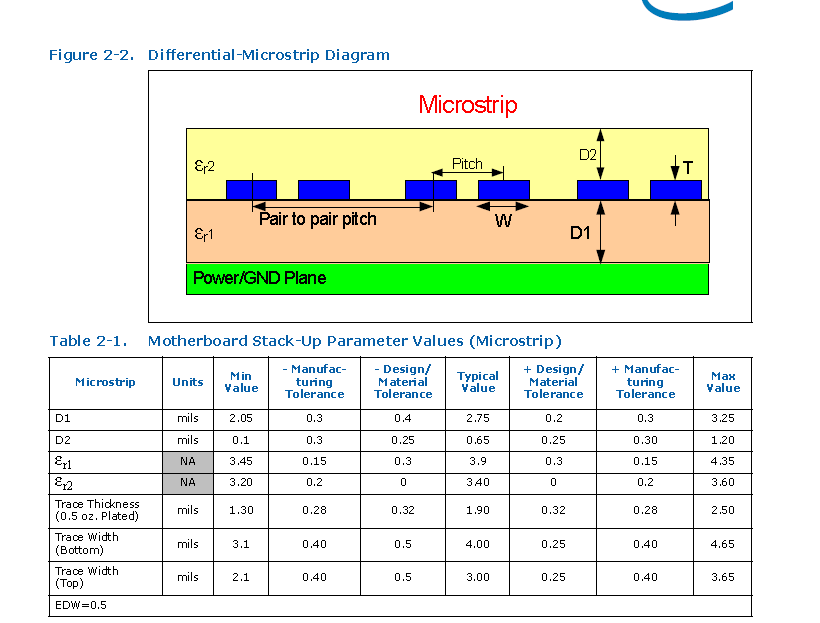 Figure 2-2. Differential-Microstrip Diagram
Microstrip
εr2
Pitch
D2
T
Pair to pair pitch
W
εr1
D1
Power/GND Plane
Table 2-1. Motherboard Stack-Up Parameter Values (Microstrip)
Microstrip Units Min Value - Manufac-turing Tolerance - Design/Material Tolerance Typical Value + Design/Material Tolerance + Manufac-turing Tolerance Max Value
D1 mils 2.05 0.3 0.4 2.75 0.2 0.3 3.25
D2 mils 0.1 0.3 0.25 0.65 0.25 0.30 1.20
εr1 NA 3.45 0.15 0.3 3.9 0.3 0.15 4.35
εr2 NA 3.20 0.2 0 3.40 0 0.2 3.60
Trace Thickness
(0.5 oz. Plated) mils 1.30 0.28 0.32 1.90 0.32 0.28 2.50
Trace Width
(Bottom) mils 3.1 0.40 0.5 4.00 0.25 0.40 4.65
Trace Width
(Top) mils 2.1 0.40 0.5 3.00 0.25 0.40 3.65
EDW=0.5